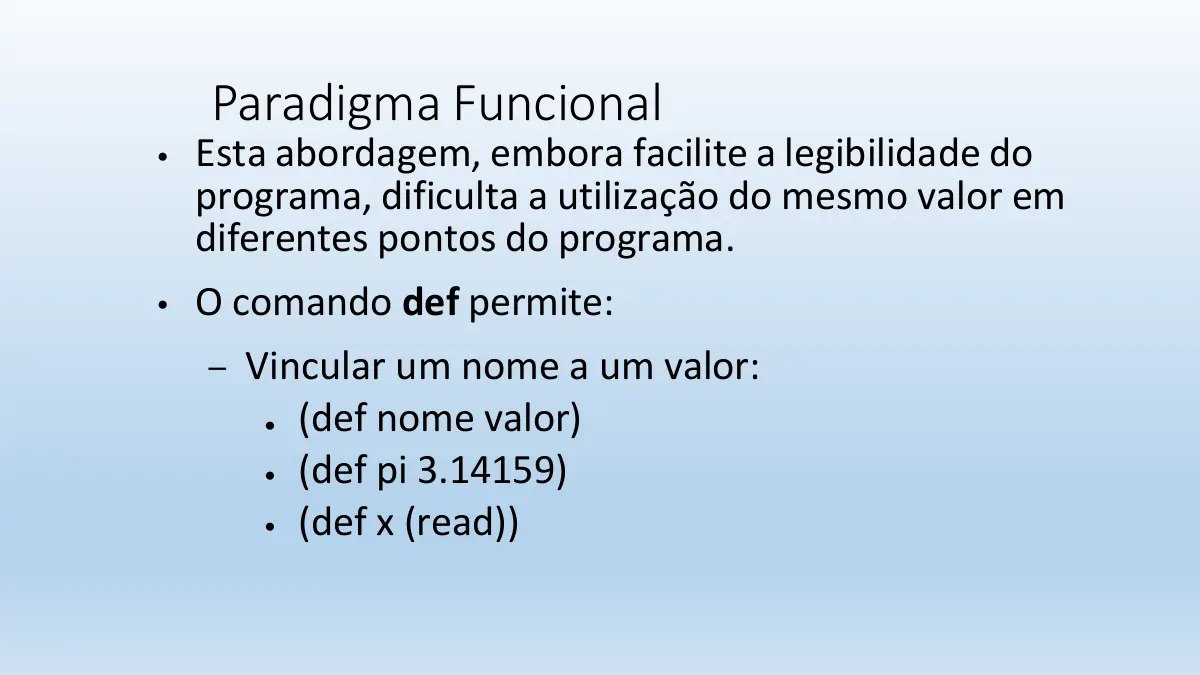 Paradigma Funcional
• Esta abordagem, embora facilite a legibilidade do
programa, dificulta a utilização do mesmo valor em
diferentes pontos do programa.
• O comando def permite:
– Vincular um nome a um valor:
• (def nome valor)
• (def pi 3.14159)
• (def x (read))